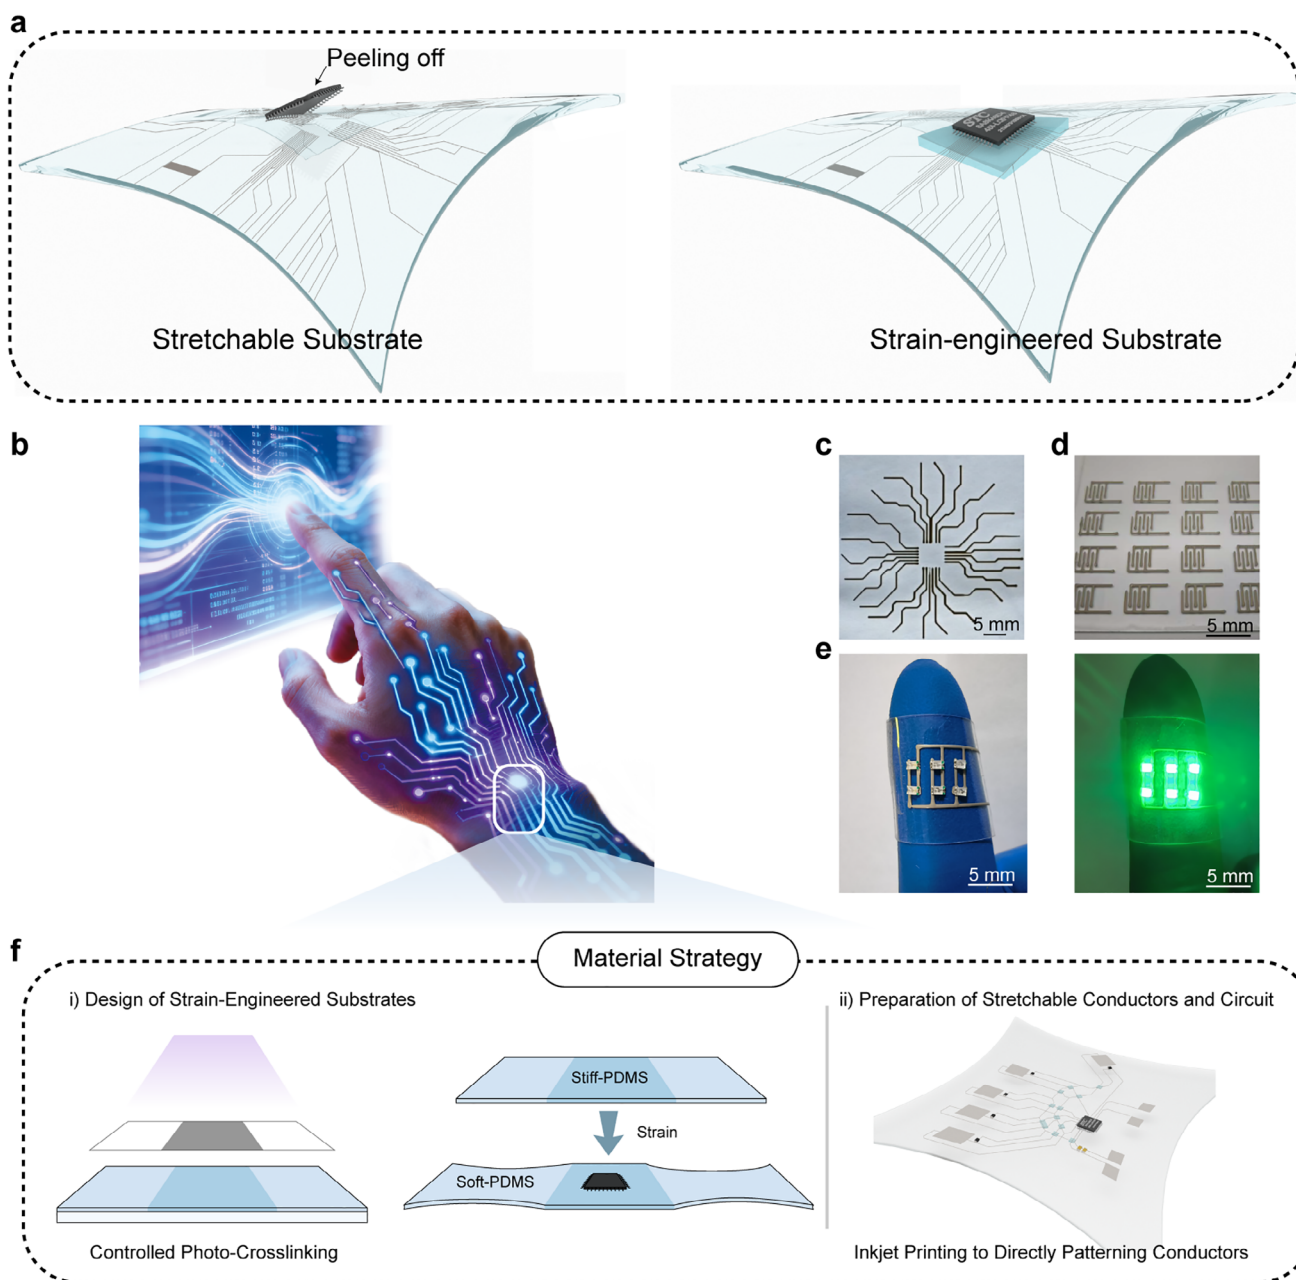 a
Peeling off
STC
Stretchable Substrate
Strain-engineered Substrate
b
c
d
5 mm
5 mm
e
5 mm
5 mm
f
Material Strategy
i) Design of Strain-Engineered Substrates
ii) Preparation of Stretchable Conductors and Circuit
Stiff-PDMS
Strain
Soft-PDMS
Controlled Photo-Crosslinking
Inkjet Printing to Directly Patterning Conductors